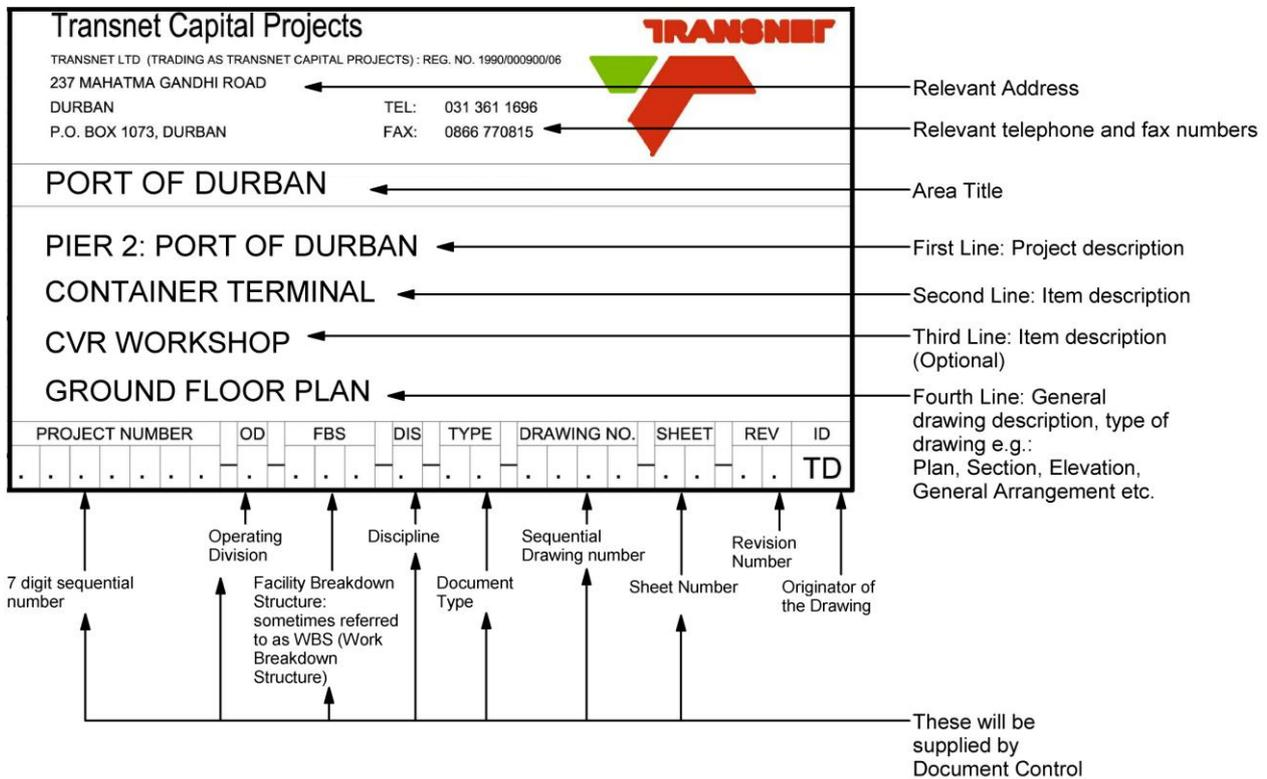 Transnet Capital Projects
TRANSNET
TRANSNET LTD (TRADING AS TRANSNET CAPITAL PROJECTS) : REG. NO. 1990/000900/06
237 MAHATMA GANDHI ROAD
DURBAN TEL: 031 361 1696
P.O. BOX 1073, DURBAN FAX: 0866 770815
Relevant Address
Relevant telephone and fax numbers
PORT OF DURBAN
Area Title
PIER 2: PORT OF DURBAN
First Line: Project description
CONTAINER TERMINAL
Second Line: Item description
CVR WORKSHOP
Third Line: Item description
(Optional)
GROUND FLOOR PLAN
Fourth Line: General
drawing description, type of
drawing e.g.:
Plan, Section, Elevation,
General Arrangement etc.
PROJECT NUMBER OD FBS DIS TYPE DRAWING NO. SHEET REV ID
. . . . . . . – . – . . . – . – . . – . . . . – . . – . . TD
7 digit sequential
number
Operating
Division
Facility Breakdown
Structure:
sometimes referred
to as WBS (Work
Breakdown
Structure)
Discipline
Document
Type
Sequential
Drawing number
Sheet Number
Revision
Number
Originator of
the Drawing
These will be
supplied by
Document Control